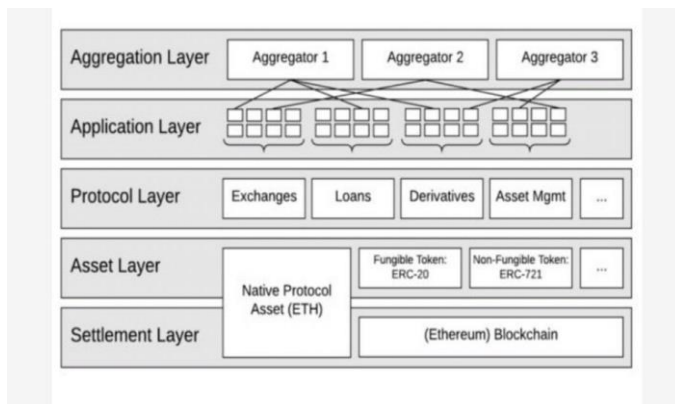 Aggregation Layer
Aggregator 1
Aggregator 2
Aggregator 3
Application Layer
Protocol Layer
Exchanges
Loans
Derivatives
Asset Mgmt
...
Asset Layer
Native Protocol
Asset (ETH)
Fungible Token:
ERC-20
Non-Fungible Token:
ERC-721
...
Settlement Layer
(Ethereum) Blockchain